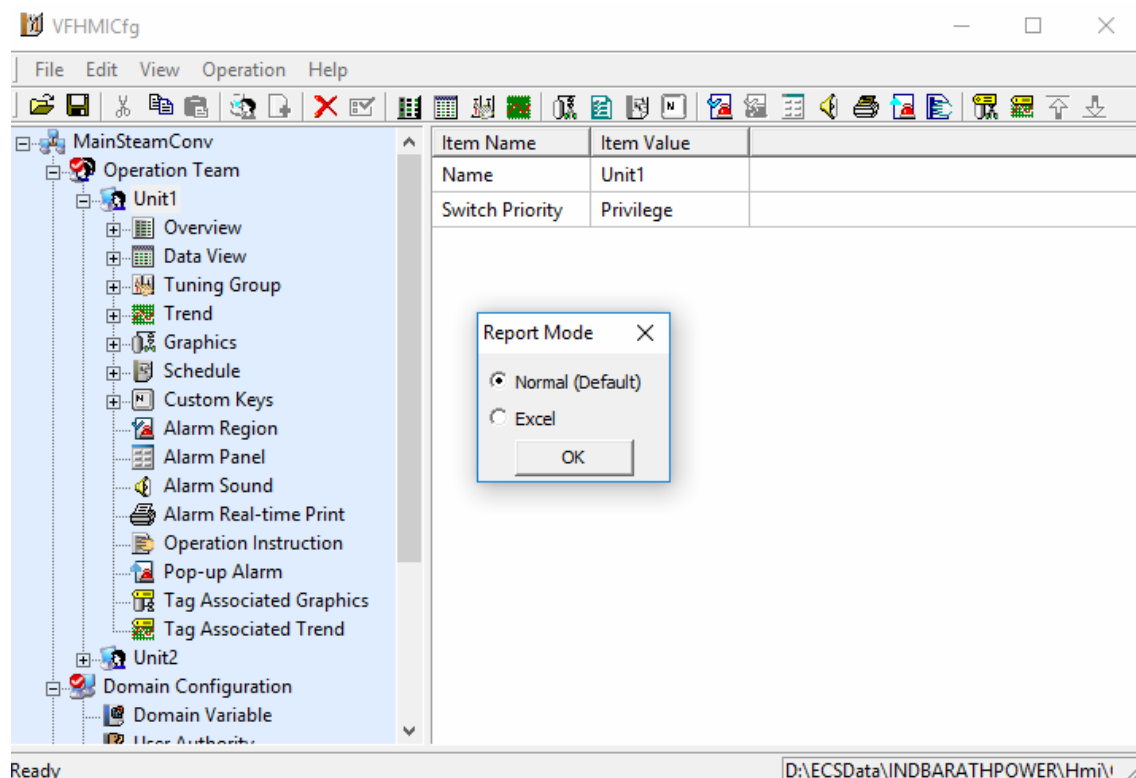 VFHMICfg
File Edit View Operation Help
MainSteamConv
Operation Team
Unit1
Overview
Data View
Tuning Group
Trend
Graphics
Schedule
Custom Keys
Alarm Region
Alarm Panel
Alarm Sound
Alarm Real-time Print
Operation Instruction
Pop-up Alarm
Tag Associated Graphics
Tag Associated Trend
Unit2
Domain Configuration
Domain Variable
User Authority
Item Name Item Value
Name Unit1
Switch Priority Privilege
Report Mode
Normal (Default)
Excel
OK
Ready
D:\ECSData\INDBARATHPOWER\Hmi\